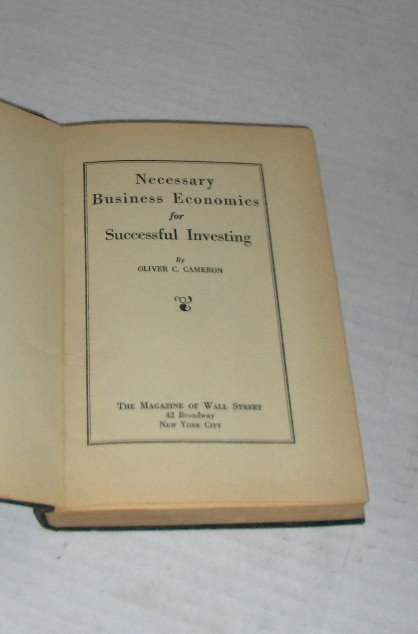 Necessary
Business Economics
for
Successful Investing
By
OLIVER C. CAMERON
THE MAGAZINE OF WALL STREET
42 Broadway
NEW YORK CITY